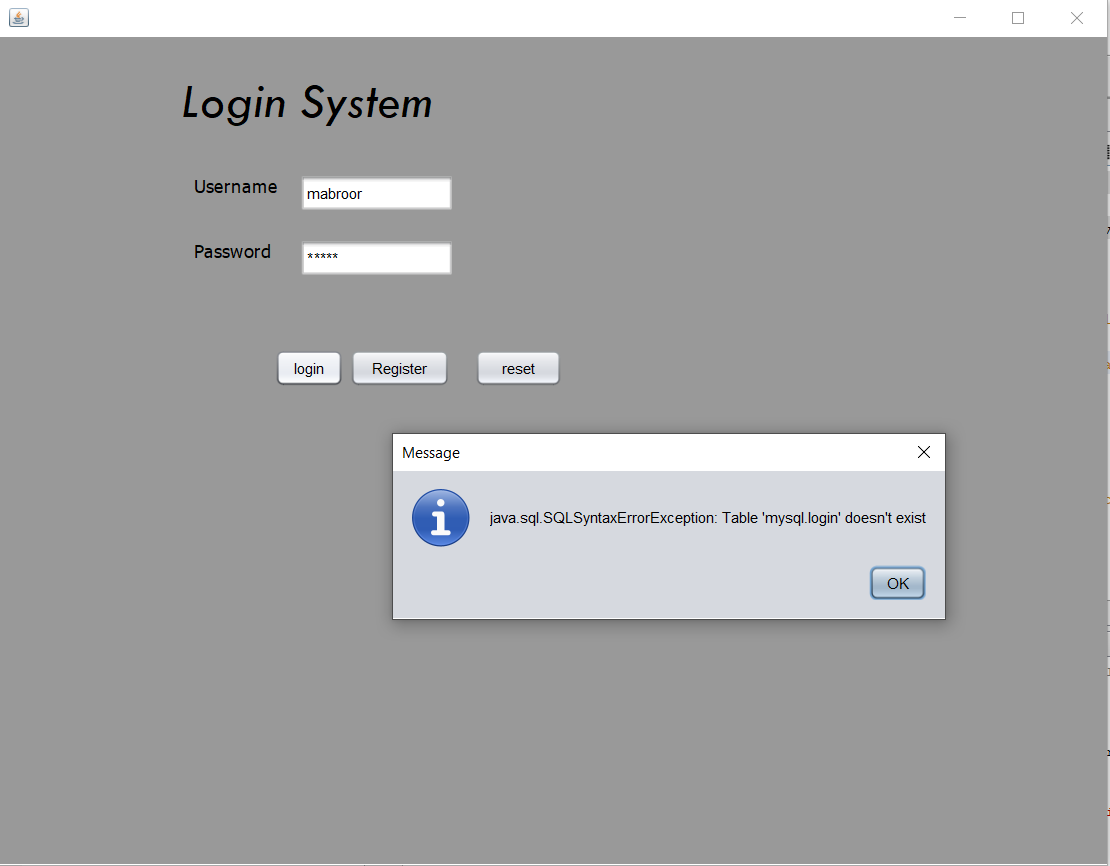 Login System
Username
mabroor
Password
*****
login
Register
reset
Message
java.sql.SQLSyntaxErrorException: Table 'mysql.login' doesn't exist
OK